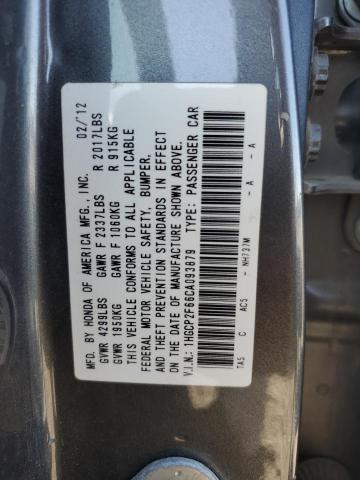 MFD. BY HONDA OF AMERICA MFG., INC. 02/'12
GVWR 4299LBS GAWR F 2337LBS R 2017LBS
GVWR 1950KG GAWR F 1060KG R 915KG
THIS VEHICLE CONFORMS TO ALL APPLICABLE
FEDERAL MOTOR VEHICLE SAFETY, BUMPER,
AND THEFT PREVENTION STANDARDS IN EFFECT
ON THE DATE OF MANUFACTURE SHOWN ABOVE.
V.I.N.: 1HGCP2F66CA093879 TYPE: PASSENGER CAR
TA5 C AC5 - NH737M - A - A